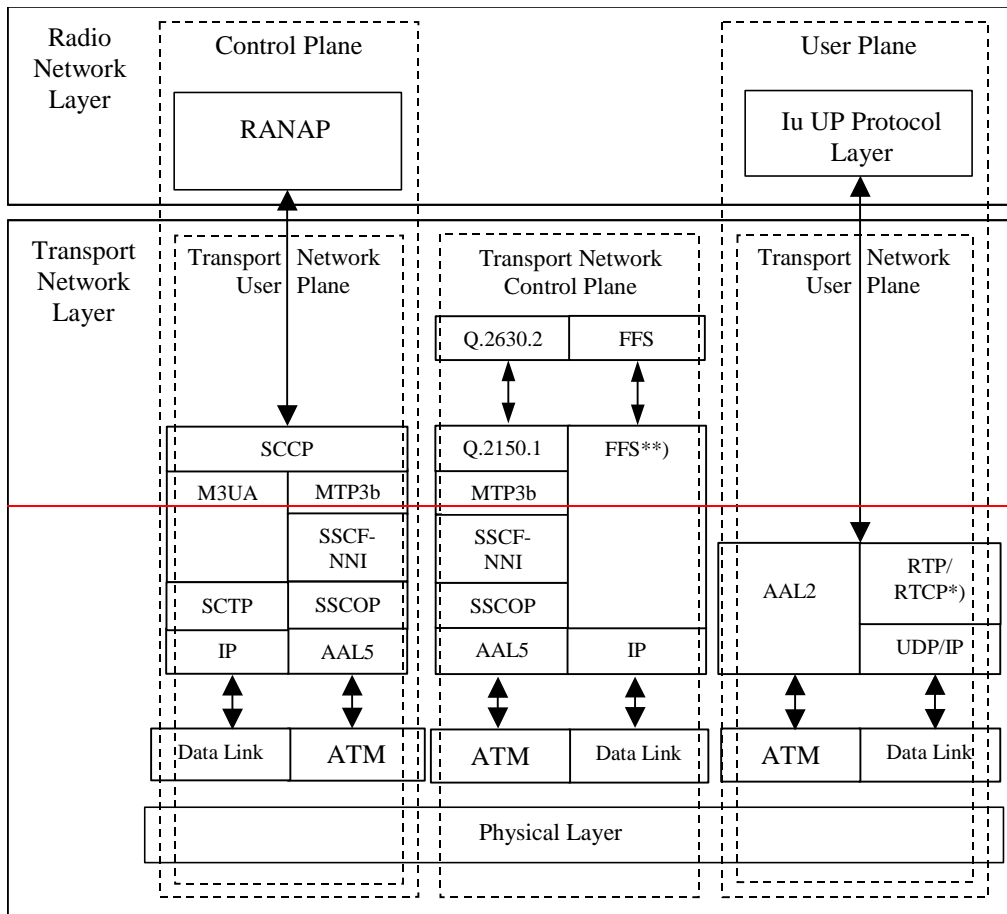 Radio
Network
Layer
Control Plane
User Plane
RANAP
Iu UP Protocol
Layer
Transport
Network
Layer
Transport Network
User Plane
Transport Network
Control Plane
Transport Network
User Plane
Q.2630.2
FFS
SCCP
M3UA
MTP3b
SSCF-
NNI
SCTP
SSCOP
IP
AAL5
Q.2150.1
FFS**)
MTP3b
SSCF-
NNI
SSCOP
AAL5
IP
AAL2
RTP/
RTCP*)
UDP/IP
Data Link
ATM
ATM
Data Link
ATM
Data Link
Physical Layer